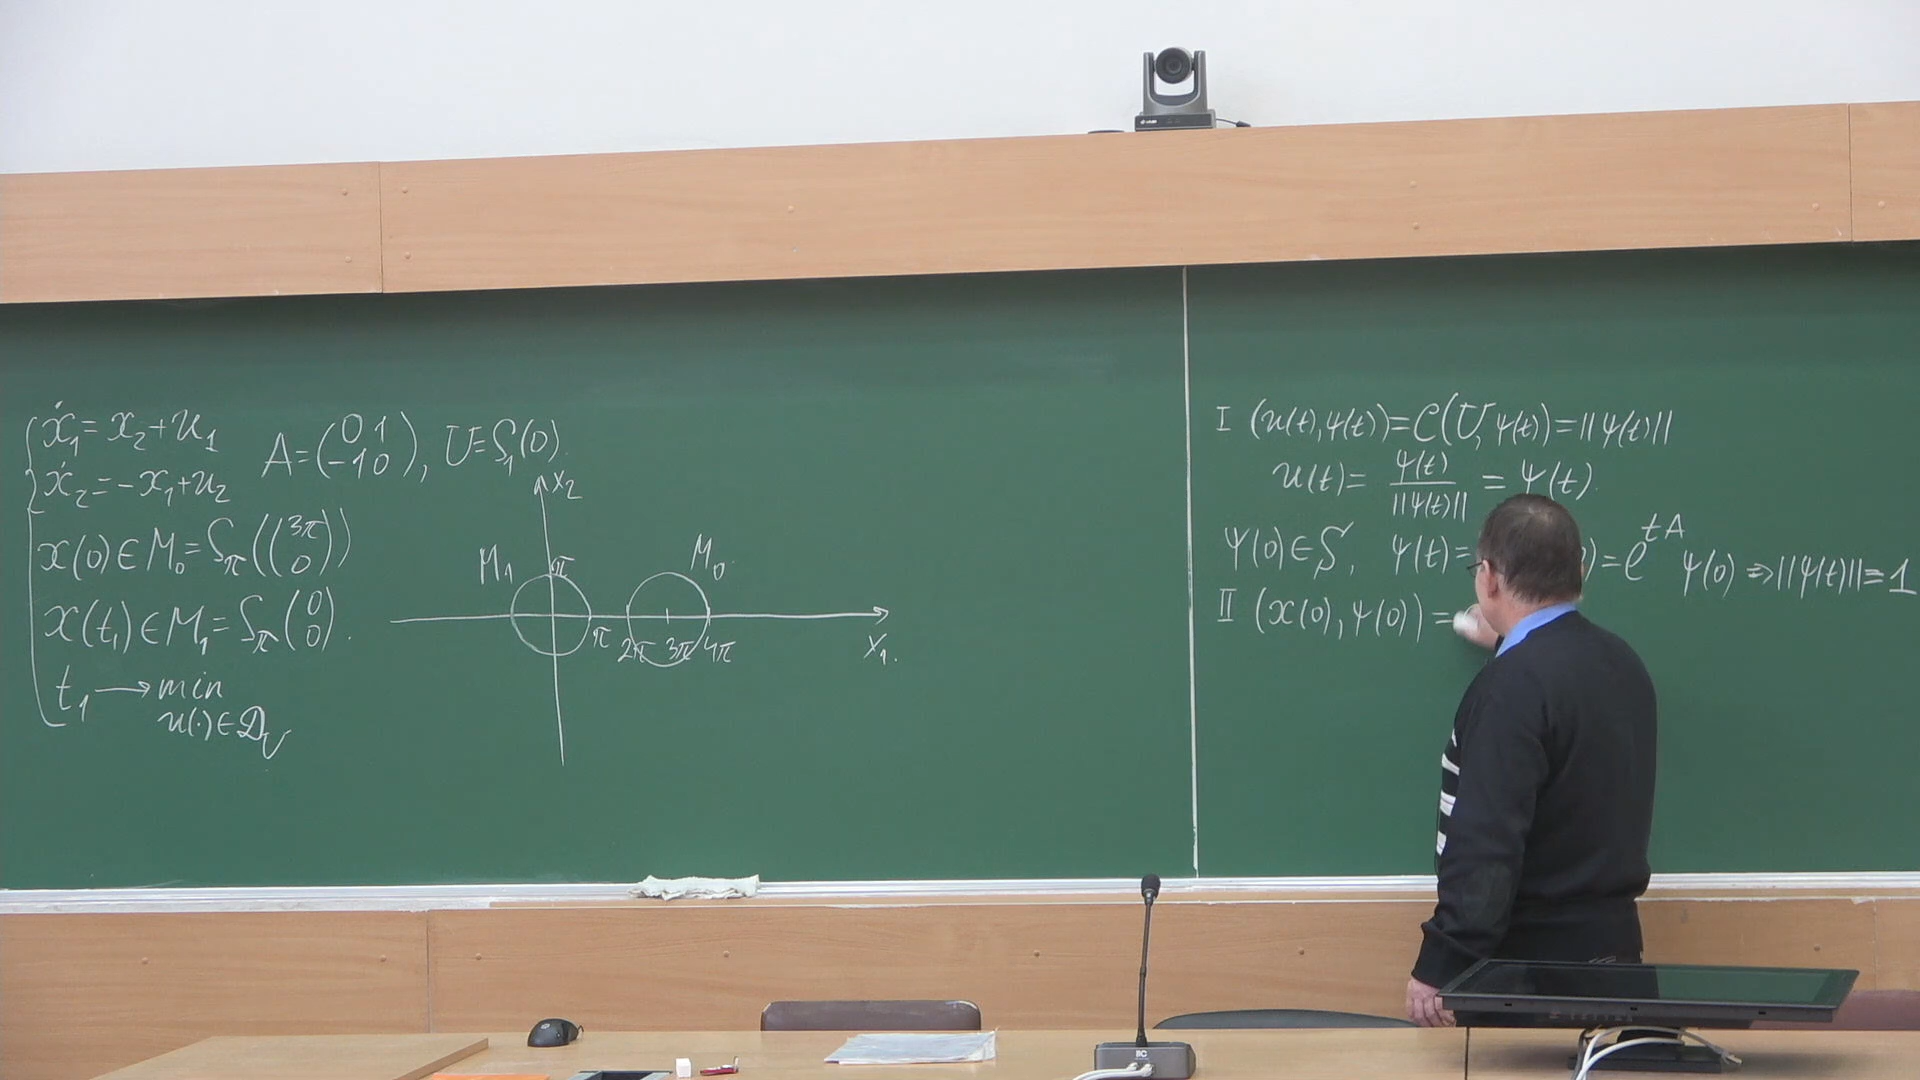 ẋ₁ = x₂ + u₁
ẋ₂ = -x₁ + u₂
A = (0 1 -1 0), U = S₁(0).
x(0) ∈ M₀ = S_π((3π 0))
x(t₁) ∈ M₁ = S_π(0 0).
t₁ → min
u(·) ∈ D_U
x₂
M₁
π
M₀
π
2π
3π
4π
x₁.
I (u(t), ψ(t)) = C(U, ψ(t)) = ||ψ(t)||
u(t) = ψ(t) / ||ψ(t)|| = ψ(t).
ψ(0) ∈ S, ψ(t) = ) = e^{tA} ψ(0) ⇒ ||ψ(t)|| ≡ 1
II (x(0), ψ(0)) =